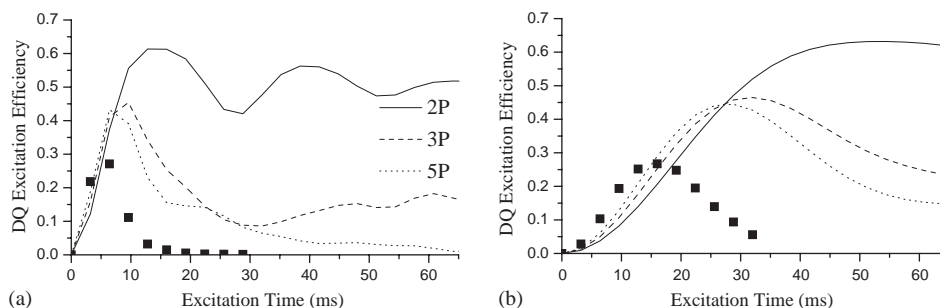 0.7
0.6
0.5
0.4
0.3
0.2
0.1
0.0
DQ Excitation Efficiency
2P
3P
5P
0 10 20 30 40 50 60
(a) Excitation Time (ms)
0.7
0.6
0.5
0.4
0.3
0.2
0.1
0.0
DQ Excitation Efficiency
0 10 20 30 40 50 60
(b) Excitation Time (ms)